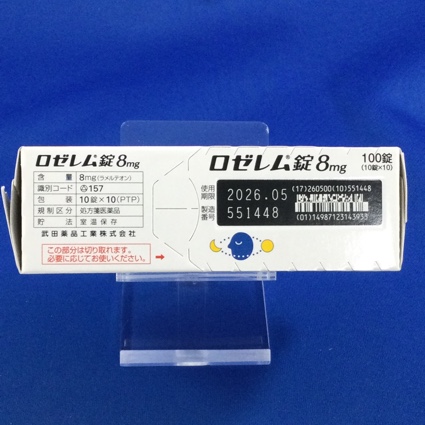 ロゼレム錠8mg
含量 8mg(ラメルテオン)
識別コード 157
包装 10錠×10(PTP)
規制区分 処方箋医薬品
貯法 室温保存
武田薬品工業株式会社
この部分は切り取れます。
必要に応じてお使いください。
ロゼレム®錠8mg
100錠
(10錠×10)
使用期限 2026.05
製造番号 551448
(17)260500(10)551448
(01)14987123143933